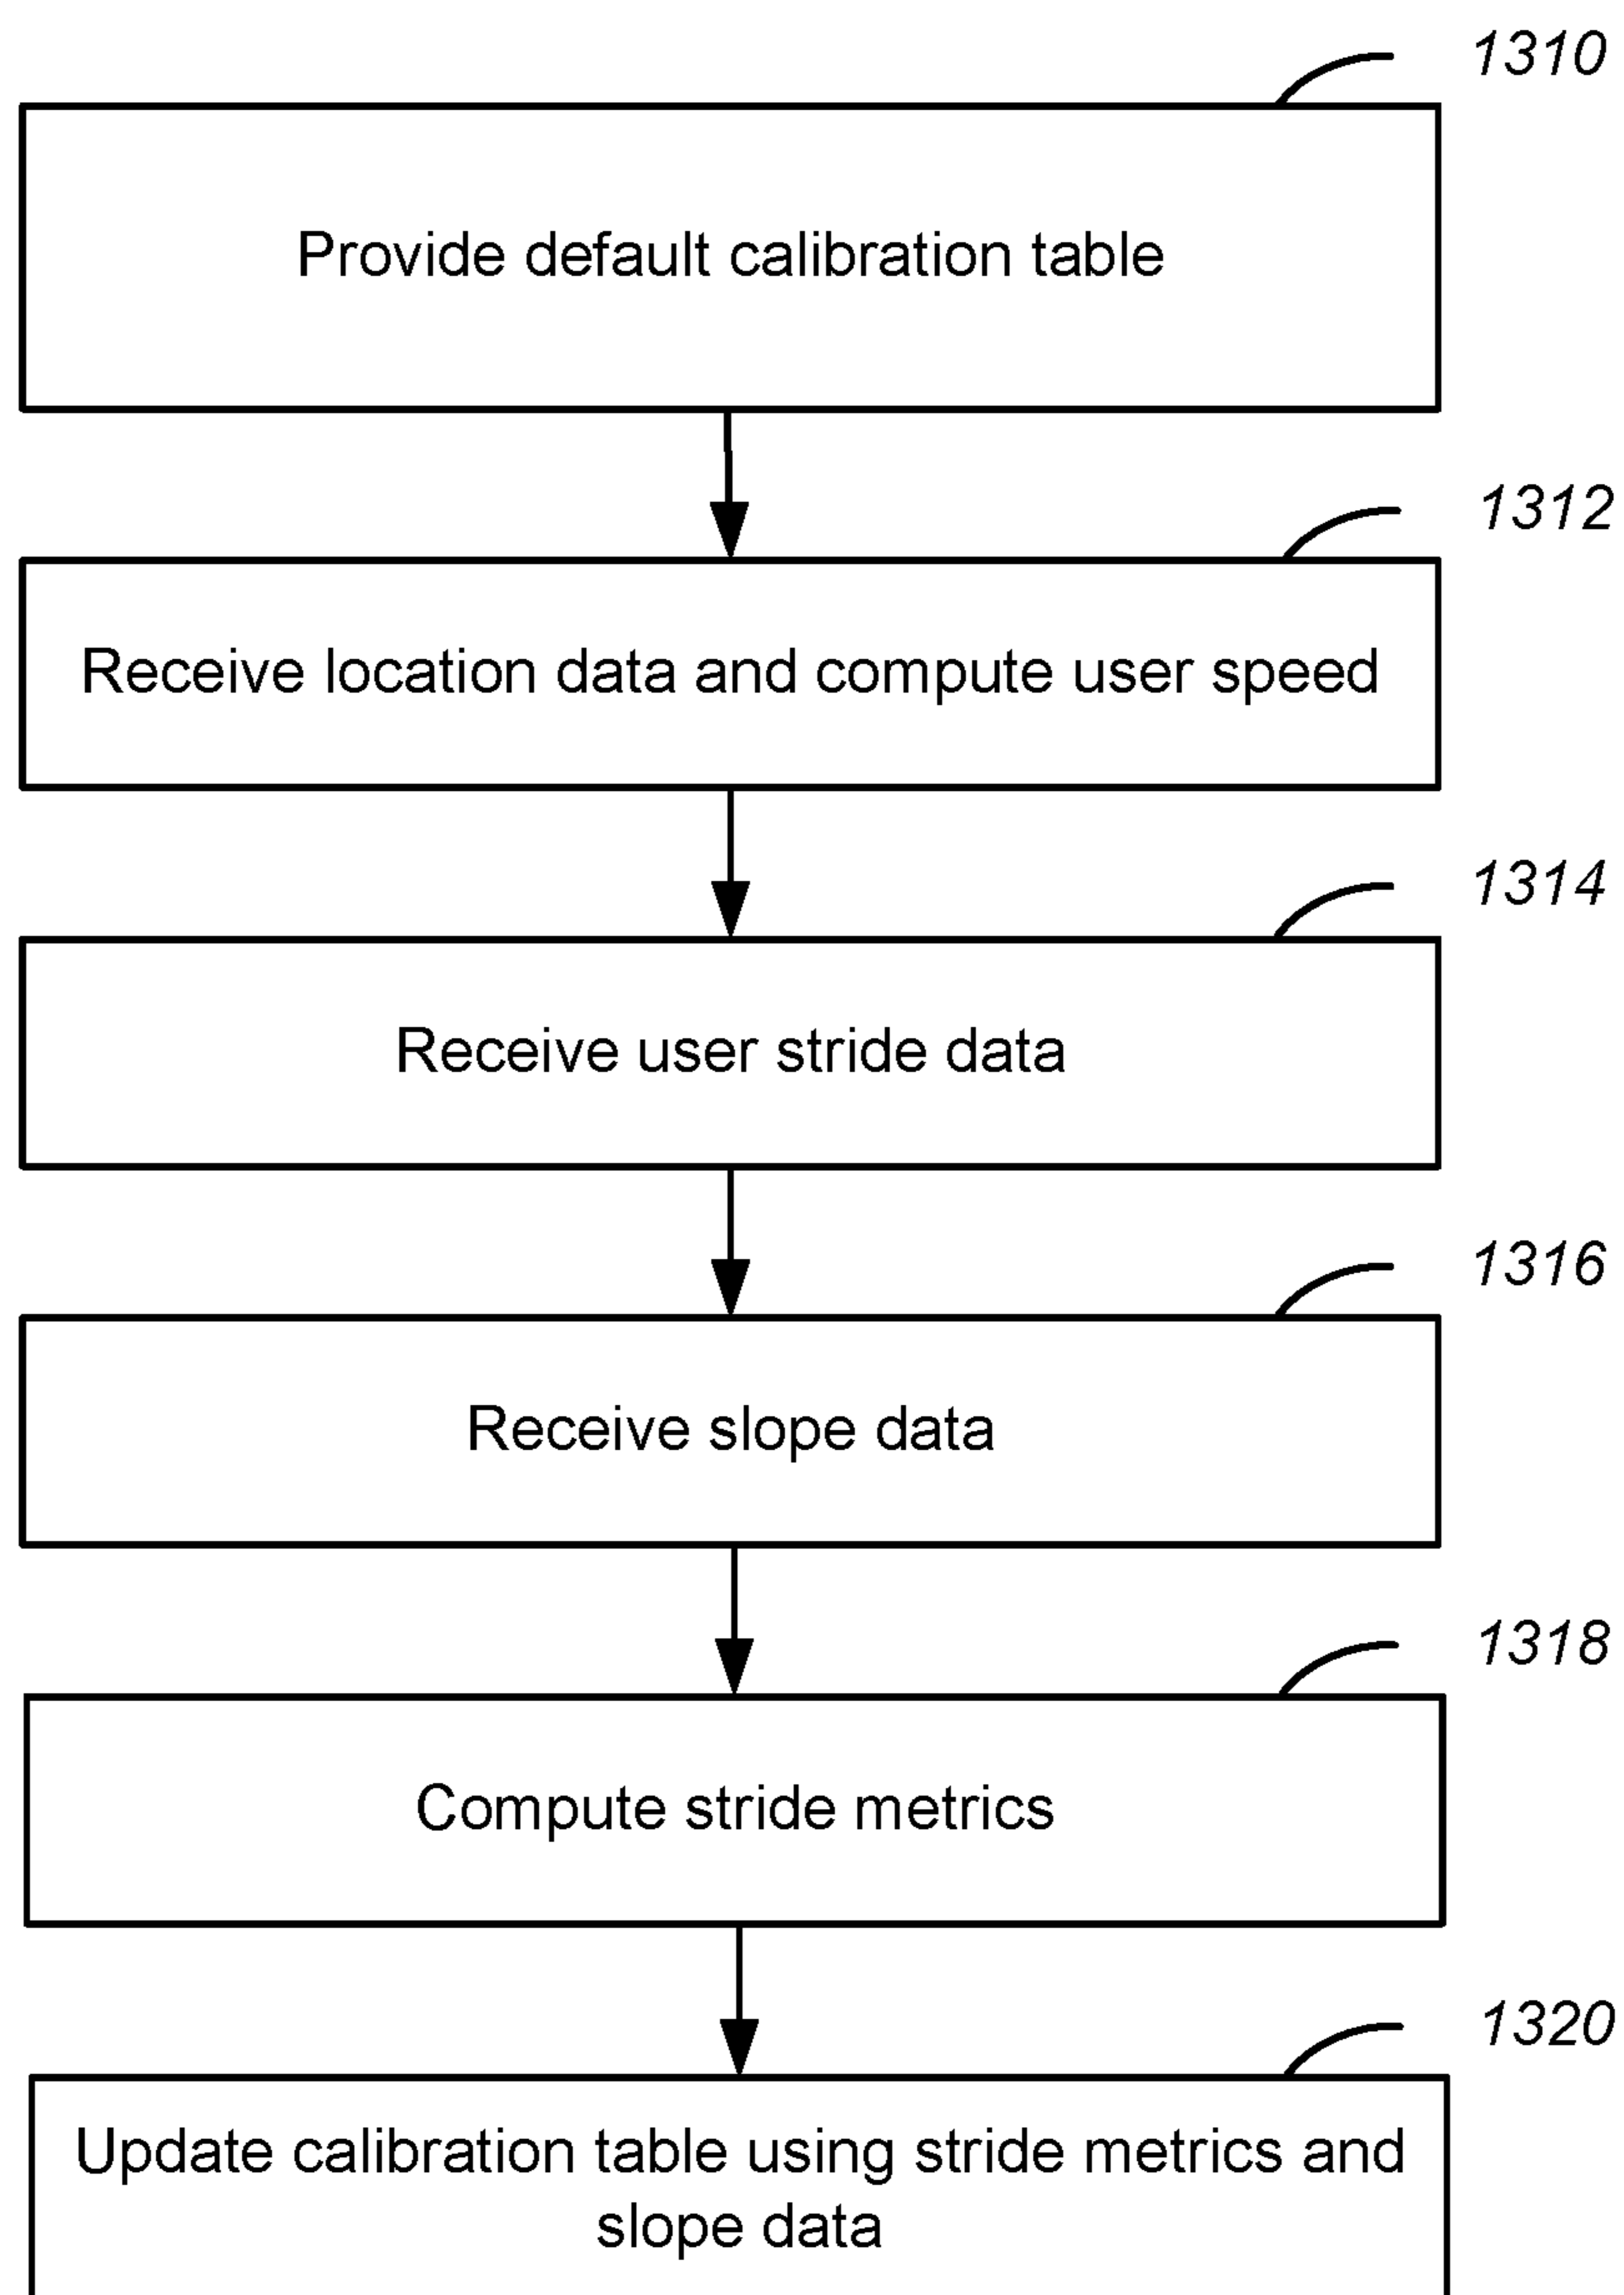 1310
Provide default calibration table
1312
Receive location data and compute user speed
1314
Receive user stride data
1316
Receive slope data
1318
Compute stride metrics
1320
Update calibration table using stride metrics and
slope data